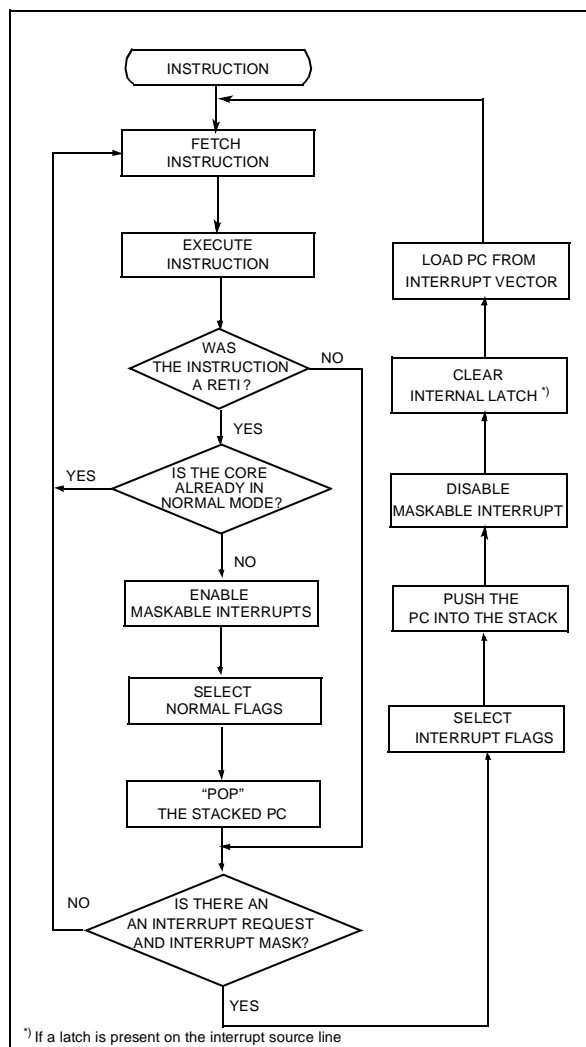 INSTRUCTION
FETCH
INSTRUCTION
EXECUTE
INSTRUCTION
WAS
THE INSTRUCTION
A RETI ?
NO
YES
IS THE CORE
ALREADY IN
NORMAL MODE?
YES
NO
ENABLE
MASKABLE INTERRUPTS
SELECT
NORMAL FLAGS
“POP”
THE STACKED PC
IS THERE AN
AN INTERRUPT REQUEST
AND INTERRUPT MASK?
NO
YES
SELECT
INTERRUPT FLAGS
PUSH THE
PC INTO THE STACK
DISABLE
MASKABLE INTERRUPT
CLEAR
INTERNAL LATCH *)
LOAD PC FROM
INTERRUPT VECTOR
*) If a latch is present on the interrupt source line